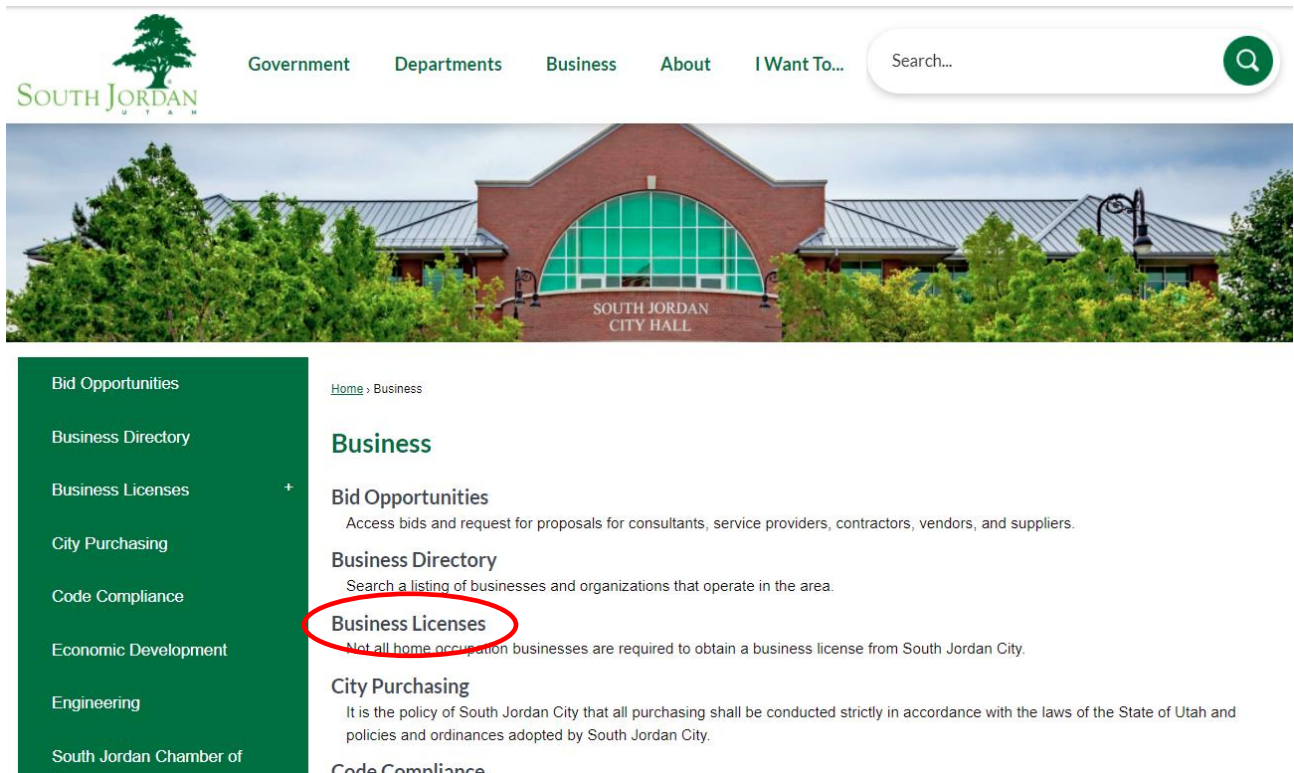 SOUTH JORDAN
UTAH
Government Departments Business About I Want To... Search...
SOUTH JORDAN
CITY HALL
Bid Opportunities
Business Directory
Business Licenses +
City Purchasing
Code Compliance
Economic Development
Engineering
South Jordan Chamber of
Home › Business
Business
Bid Opportunities
Access bids and request for proposals for consultants, service providers, contractors, vendors, and suppliers.
Business Directory
Search a listing of businesses and organizations that operate in the area.
Business Licenses
Not all home occupation businesses are required to obtain a business license from South Jordan City.
City Purchasing
It is the policy of South Jordan City that all purchasing shall be conducted strictly in accordance with the laws of the State of Utah and
policies and ordinances adopted by South Jordan City.
Code Compliance